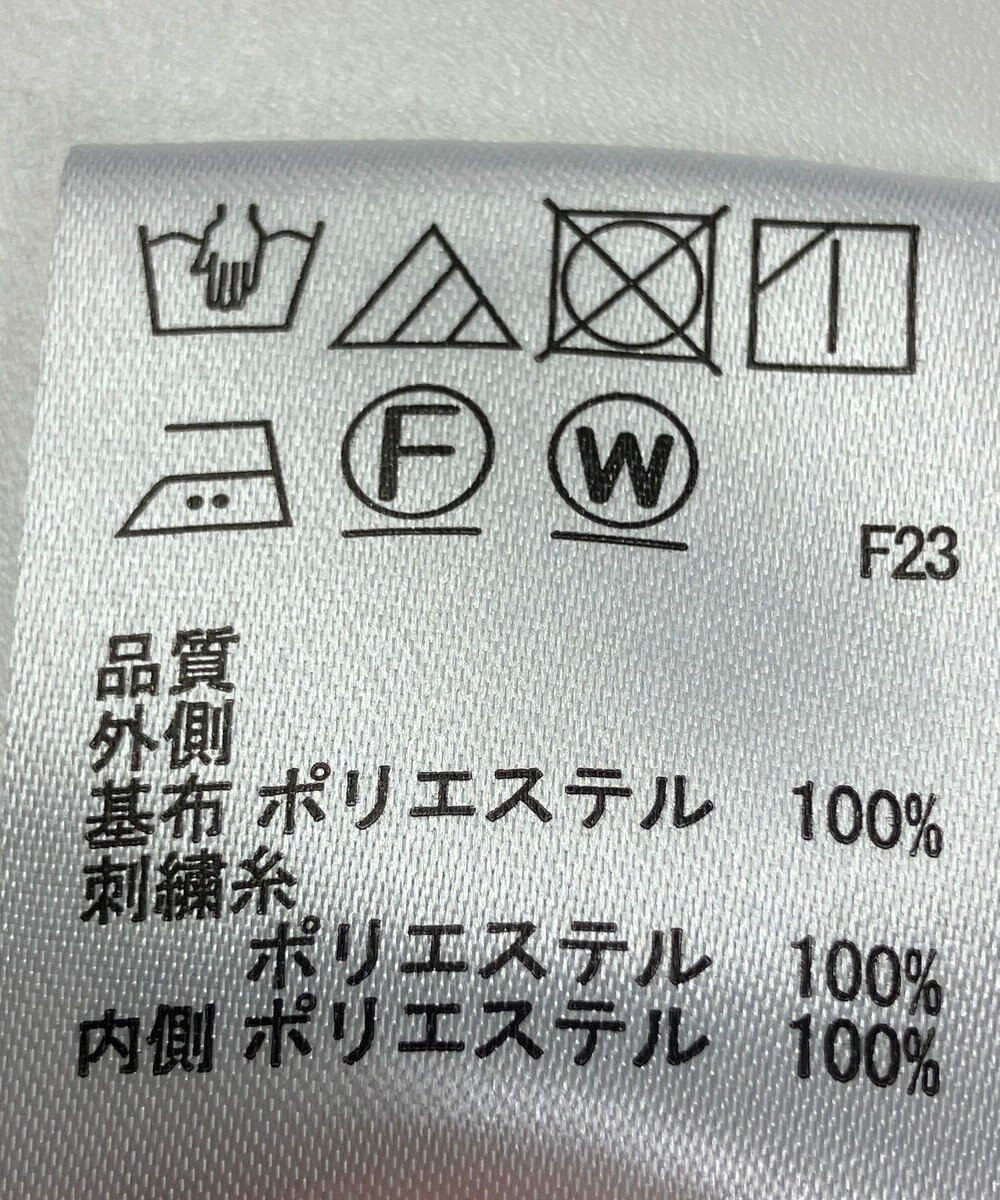 F W
F23
品質
外側
基布 ポリエステル 100%
刺繍糸
ポリエステル 100%
内側 ポリエステル 100%